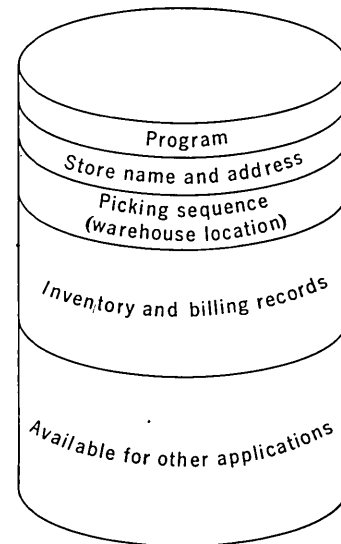 Program
Store name and address
Picking sequence
(warehouse location)
Inventory and billing records
Available for other applications